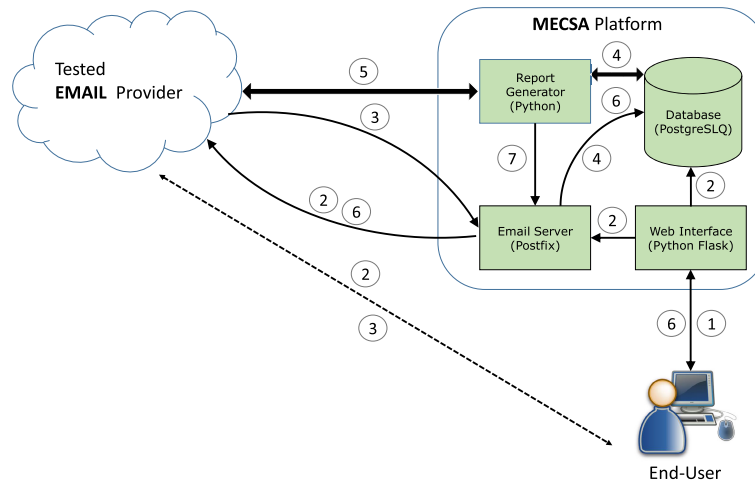 MECSA Platform
Tested
EMAIL Provider
5
Report
Generator
(Python)
4
6
Database
(PostgreSLQ)
3
7
4
2
2
6
Email Server
(Postfix)
2
Web Interface
(Python Flask)
2
3
6
1
End-User